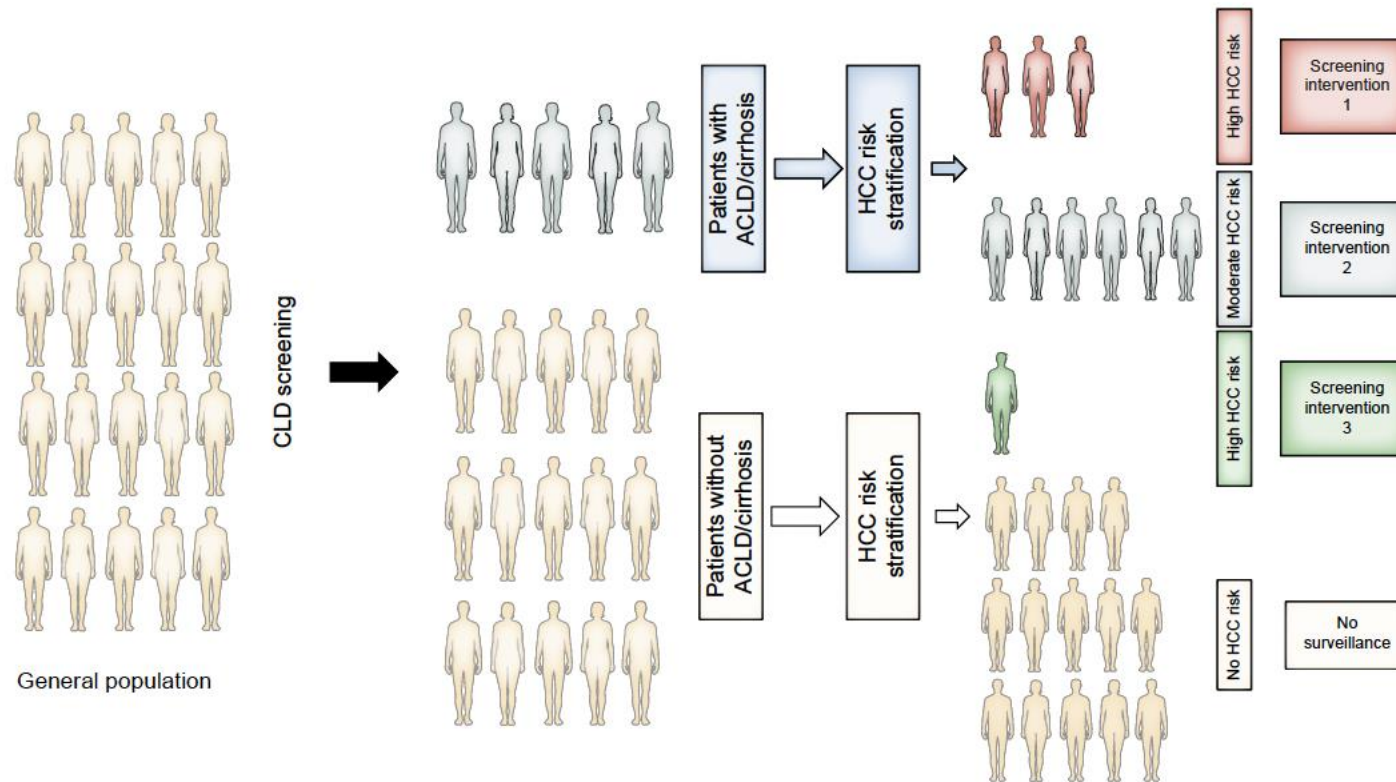 General population
CLD screening
Patients with
ACLD/cirrhosis
HCC risk
stratification
High HCC risk
Screening
intervention
1
Moderate HCC risk
Screening
intervention
2
Patients without
ACLD/cirrhosis
HCC risk
stratification
High HCC risk
Screening
intervention
3
No HCC risk
No
surveillance